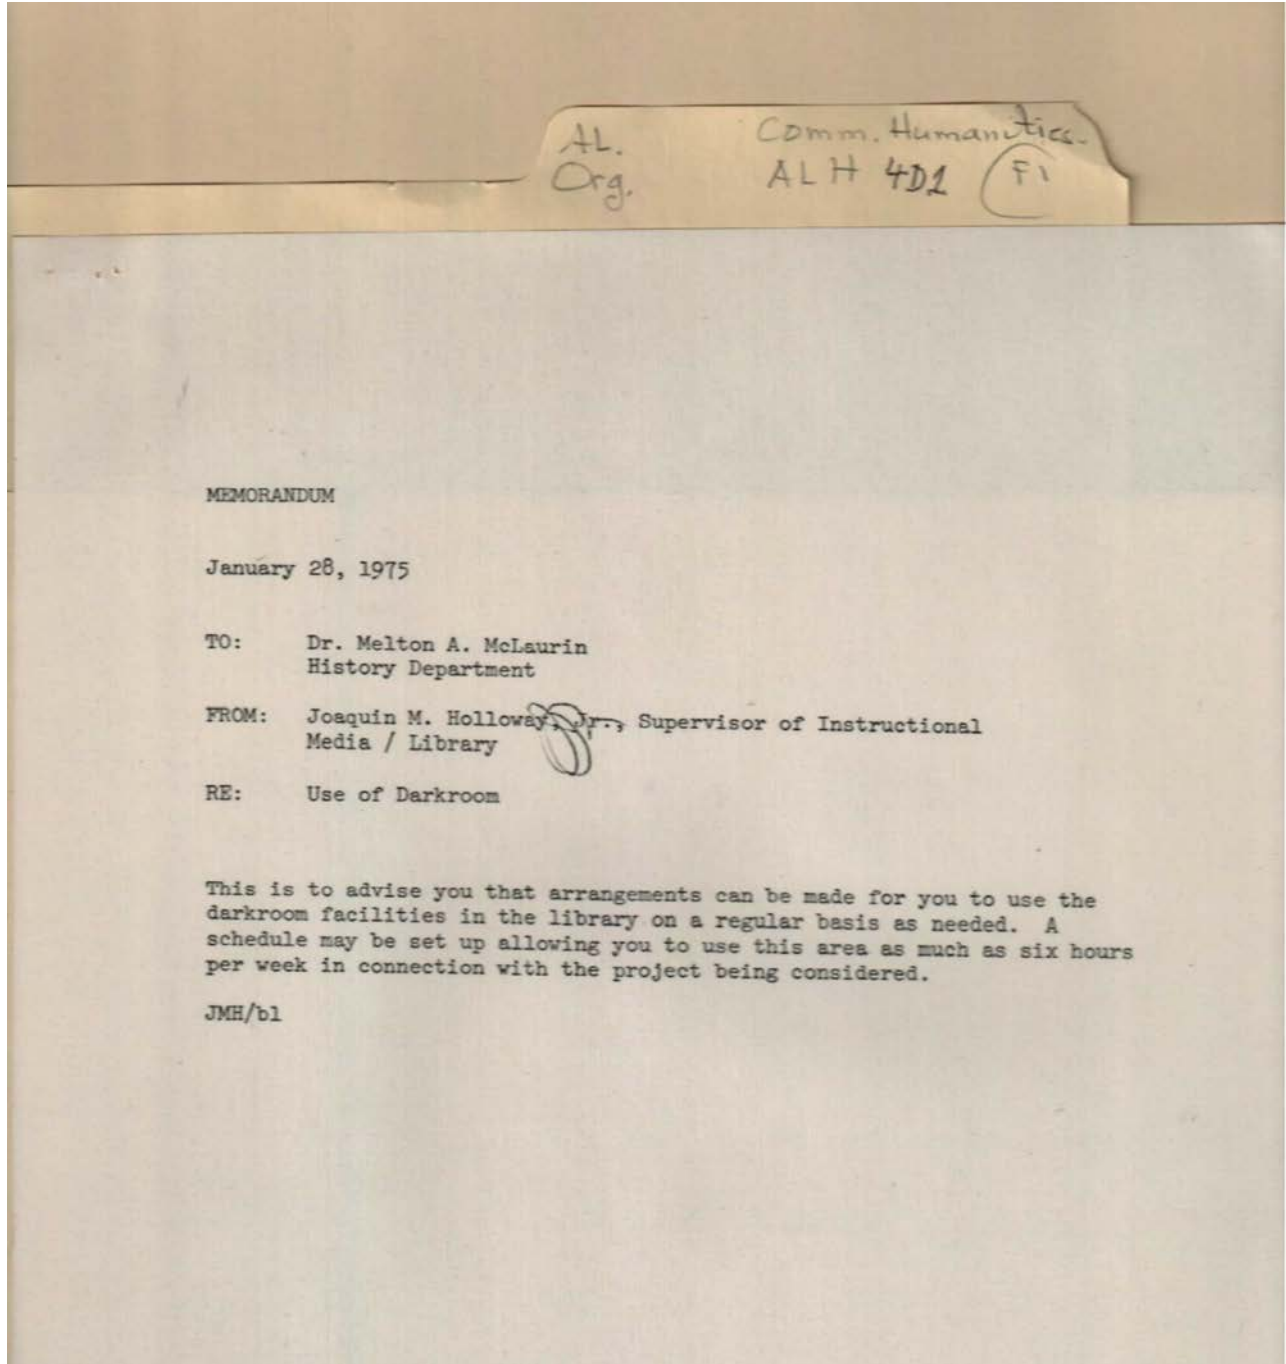 AL.
Org.
Comm. Humanities.
ALH 4D1 F1
MEMORANDUM
January 28, 1975
TO: Dr. Melton A. McLaurin
History Department
FROM: Joaquin M. Holloway, Jr., Supervisor of Instructional
Media / Library
RE: Use of Darkroom
This is to advise you that arrangements can be made for you to use the
darkroom facilities in the library on a regular basis as needed. A
schedule may be set up allowing you to use this area as much as six hours
per week in connection with the project being considered.
JMH/bl